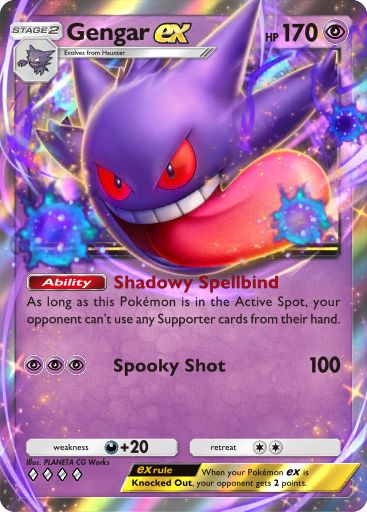 STAGE 2 Gengar ex HP 170
Evolves from Haunter
Ability Shadowy Spellbind
As long as this Pokémon is in the Active Spot, your
opponent can't use any Supporter cards from their hand.
Spooky Shot 100
weakness +20 retreat
Illus. PLANETA CG Works
ex rule When your Pokémon ex is
Knocked Out, your opponent gets 2 points.